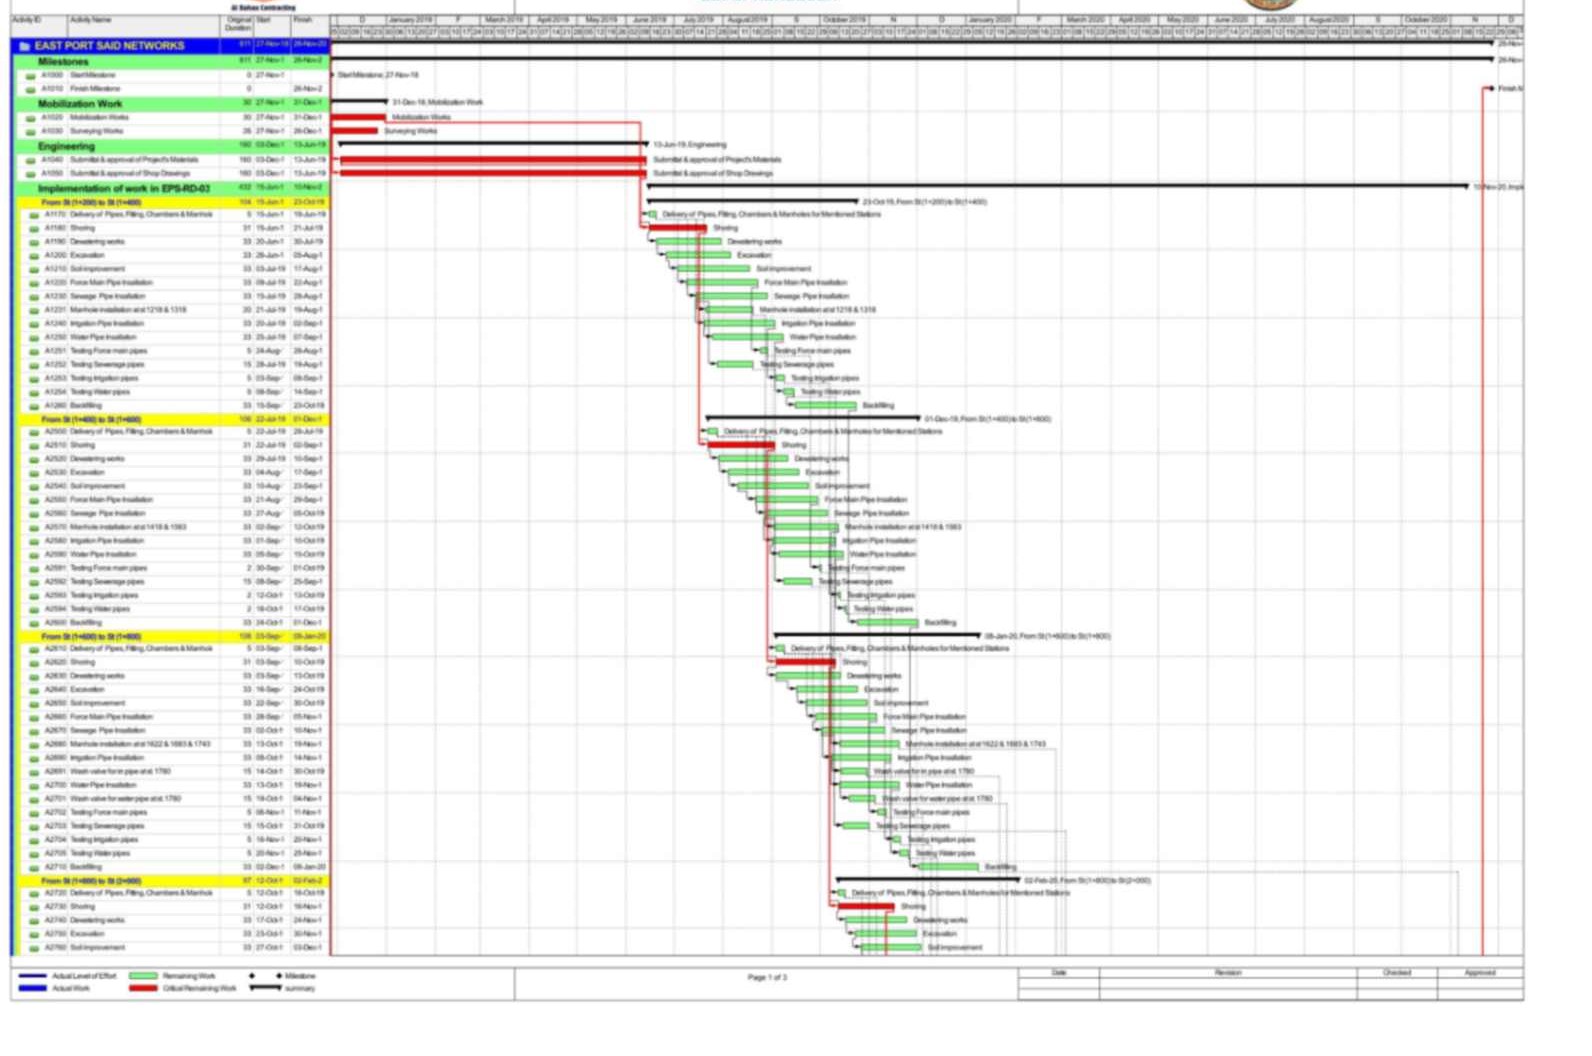 Al Bahaa Contracting
Activity ID Activity Name Original Duration Start Finish
D January 2019 F March 2019 April 2019 May 2019 June 2019 July 2019 August 2019 S October 2019 N D January 2020 F March 2020 April 2020 May 2020 June 2020 July 2020 August 2020 S October 2020 N D
EAST PORT SAID NETWORKS 611 27-Nov-18 26-Nov-20
Milestones 611 27-Nov-1 26-Nov-2
A1000 Start Milestone 0 27-Nov-1 Start Milestone, 27-Nov-18
A1010 Finish Milestone 0 26-Nov-2 Finish M
Mobilization Work 30 27-Nov-1 31-Dec-1 31-Dec-18, Mobilization Work
A1020 Mobilization Works 30 27-Nov-1 31-Dec-1 Mobilization Works
A1030 Surveying Works 26 27-Nov-1 26-Dec-1 Surveying Works
Engineering 160 03-Dec-1 13-Jun-19 13-Jun-19, Engineering
A1040 Submittal & approval of Project's Materials 160 03-Dec-1 13-Jun-19 Submittal & approval of Project's Materials
A1050 Submittal & approval of Shop Drawings 160 03-Dec-1 13-Jun-19 Submittal & approval of Shop Drawings
Implementation of work in EPS-RD-03 432 15-Jun-1 10-Nov-2 10-Nov-20, Imple
From St (1+200) to St (1+400) 104 15-Jun-1 23-Oct-19 23-Oct-19, From St (1+200) to St (1+400)
A1170 Delivery of Pipes, Fitting, Chambers & Manhol 5 15-Jun-1 19-Jun-19 Delivery of Pipes, Fitting, Chambers & Manholes for Mentioned Stations
A1180 Shoring 31 15-Jun-1 21-Jul-19 Shoring
A1190 Dewatering works 33 20-Jun-1 30-Jul-19 Dewatering works
A1200 Excavation 33 26-Jun-1 05-Aug-1 Excavation
A1210 Soil improvement 33 03-Jul-19 17-Aug-1 Soil improvement
A1220 Force Main Pipe Insallation 33 09-Jul-19 22-Aug-1 Force Main Pipe Insallation
A1230 Sewage Pipe Insallation 33 15-Jul-19 28-Aug-1 Sewage Pipe Insallation
A1231 Manhole installation at st 1218 & 1318 20 21-Jul-19 19-Aug-1 Manhole installation at st 1218 & 1318
A1240 Irrigation Pipe Insallation 33 20-Jul-19 02-Sep-1 Irrigation Pipe Insallation
A1250 Water Pipe Insallation 33 25-Jul-19 07-Sep-1 Water Pipe Insallation
A1251 Testing Force main pipes 5 24-Aug- 28-Aug-1 Testing Force main pipes
A1252 Testing Sewerage pipes 15 28-Jul-19 19-Aug-1 Testing Sewerage pipes
A1253 Testing Irrigation pipes 5 03-Sep- 08-Sep-1 Testing Irrigation pipes
A1254 Testing Water pipes 5 08-Sep- 14-Sep-1 Testing Water pipes
A1260 Backfilling 33 15-Sep- 23-Oct-19 Backfilling
From St (1+400) to St (1+600) 106 22-Jul-19 01-Dec-1 01-Dec-19, From St (1+400) to St (1+600)
A2500 Delivery of Pipes, Fitting, Chambers & Manhol 5 22-Jul-19 28-Jul-19 Delivery of Pipes, Fitting, Chambers & Manholes for Mentioned Stations
A2510 Shoring 31 22-Jul-19 02-Sep-1 Shoring
A2520 Dewatering works 33 29-Jul-19 10-Sep-1 Dewatering works
A2530 Excavation 33 04-Aug- 17-Sep-1 Excavation
A2540 Soil improvement 33 10-Aug- 23-Sep-1 Soil improvement
A2550 Force Main Pipe Insallation 33 21-Aug- 29-Sep-1 Force Main Pipe Insallation
A2560 Sewage Pipe Insallation 33 27-Aug- 05-Oct-19 Sewage Pipe Insallation
A2570 Manhole installation at st 1418 & 1563 33 02-Sep- 12-Oct-19 Manhole installation at st 1418 & 1563
A2580 Irrigation Pipe Insallation 33 01-Sep- 10-Oct-19 Irrigation Pipe Insallation
A2590 Water Pipe Insallation 33 05-Sep- 15-Oct-19 Water Pipe Insallation
A2591 Testing Force main pipes 2 30-Sep- 01-Oct-19 Testing Force main pipes
A2592 Testing Sewerage pipes 15 08-Sep- 25-Sep-1 Testing Sewerage pipes
A2593 Testing Irrigation pipes 2 12-Oct-1 13-Oct-19 Testing Irrigation pipes
A2594 Testing Water pipes 2 16-Oct-1 17-Oct-19 Testing Water pipes
A2600 Backfilling 33 24-Oct-1 01-Dec-1 Backfilling
From St (1+600) to St (1+800) 108 03-Sep- 08-Jan-20 08-Jan-20, From St (1+600) to St (1+800)
A2610 Delivery of Pipes, Fitting, Chambers & Manhol 5 03-Sep- 08-Sep-1 Delivery of Pipes, Fitting, Chambers & Manholes for Mentioned Stations
A2620 Shoring 31 03-Sep- 10-Oct-19 Shoring
A2630 Dewatering works 33 03-Sep- 13-Oct-19 Dewatering works
A2640 Excavation 33 16-Sep- 24-Oct-19 Excavation
A2650 Soil improvement 33 22-Sep- 30-Oct-19 Soil improvement
A2660 Force Main Pipe Insallation 33 28-Sep- 05-Nov-1 Force Main Pipe Insallation
A2670 Sewage Pipe Insallation 33 02-Oct-1 10-Nov-1 Sewage Pipe Insallation
A2680 Manhole installation at st 1622 & 1683 & 1743 33 13-Oct-1 19-Nov-1 Manhole installation at st 1622 & 1683 & 1743
A2690 Irrigation Pipe Insallation 33 08-Oct-1 14-Nov-1 Irrigation Pipe Insallation
A2691 Wash valve for irr pipe at st. 1780 15 14-Oct-1 30-Oct-19 Wash valve for irr pipe at st. 1780
A2700 Water Pipe Insallation 33 13-Oct-1 19-Nov-1 Water Pipe Insallation
A2701 Wash valve for water pipe at st. 1780 15 19-Oct-1 04-Nov-1 Wash valve for water pipe at st. 1780
A2702 Testing Force main pipes 5 06-Nov-1 11-Nov-1 Testing Force main pipes
A2703 Testing Sewerage pipes 15 15-Oct-1 31-Oct-19 Testing Sewerage pipes
A2704 Testing Irrigation pipes 5 16-Nov-1 20-Nov-1 Testing Irrigation pipes
A2705 Testing Water pipes 5 20-Nov-1 25-Nov-1 Testing Water pipes
A2710 Backfilling 33 02-Dec-1 08-Jan-20 Backfilling
From St (1+800) to St (2+000) 97 12-Oct-1 02-Feb-2 02-Feb-20, From St (1+800) to St (2+000)
A2720 Delivery of Pipes, Fitting, Chambers & Manhol 5 12-Oct-1 16-Oct-19 Delivery of Pipes, Fitting, Chambers & Manholes for Mentioned Stations
A2730 Shoring 31 12-Oct-1 16-Nov-1 Shoring
A2740 Dewatering works 33 17-Oct-1 24-Nov-1 Dewatering works
A2750 Excavation 33 23-Oct-1 30-Nov-1 Excavation
A2760 Soil improvement 33 27-Oct-1 03-Dec-1 Soil improvement
Actual Level of Effort Remaining Work Milestone
Actual Work Critical Remaining Work summary
Page 1 of 3
Date Revision Checked Approved